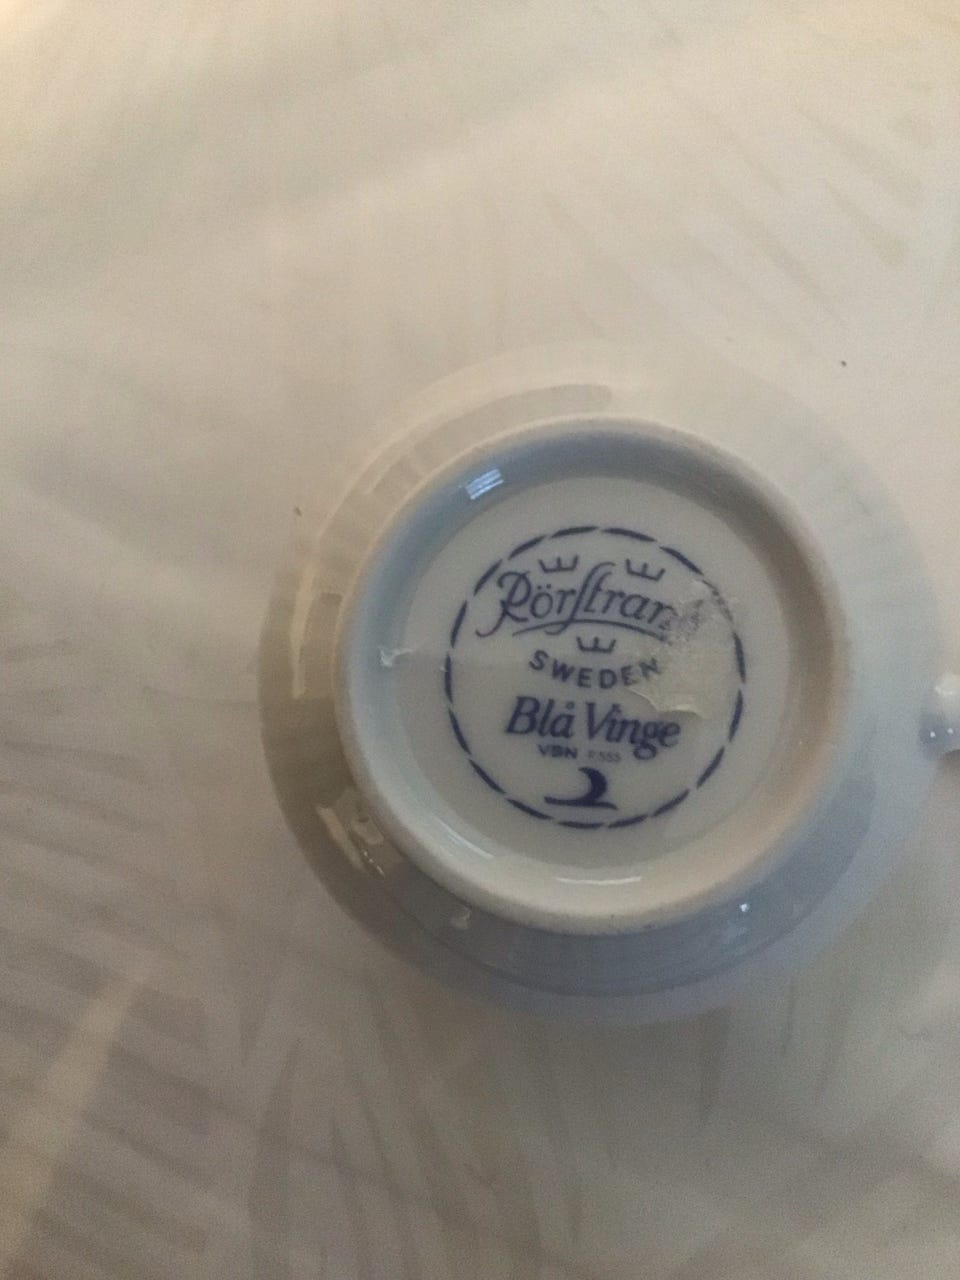 Rörstrand
SWEDEN
Blå Vinge
VBN